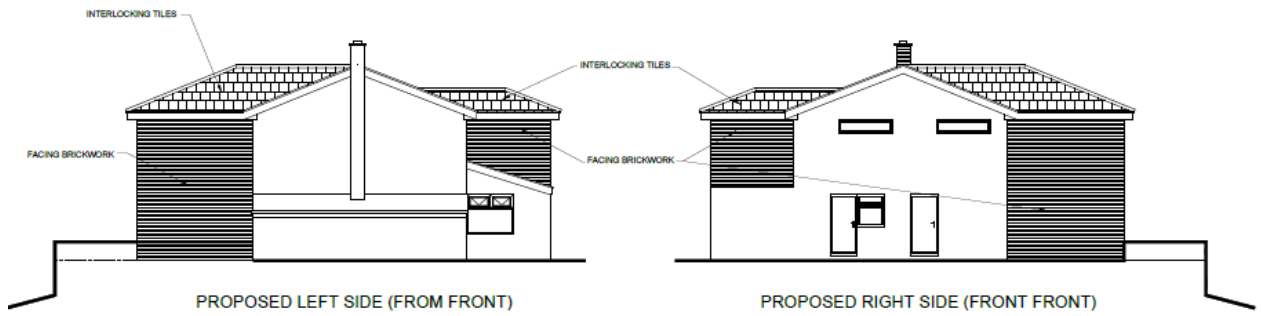 INTERLOCKING TILES
INTERLOCKING TILES
FACING BRICKWORK
FACING BRICKWORK
PROPOSED LEFT SIDE (FROM FRONT)
PROPOSED RIGHT SIDE (FRONT FRONT)